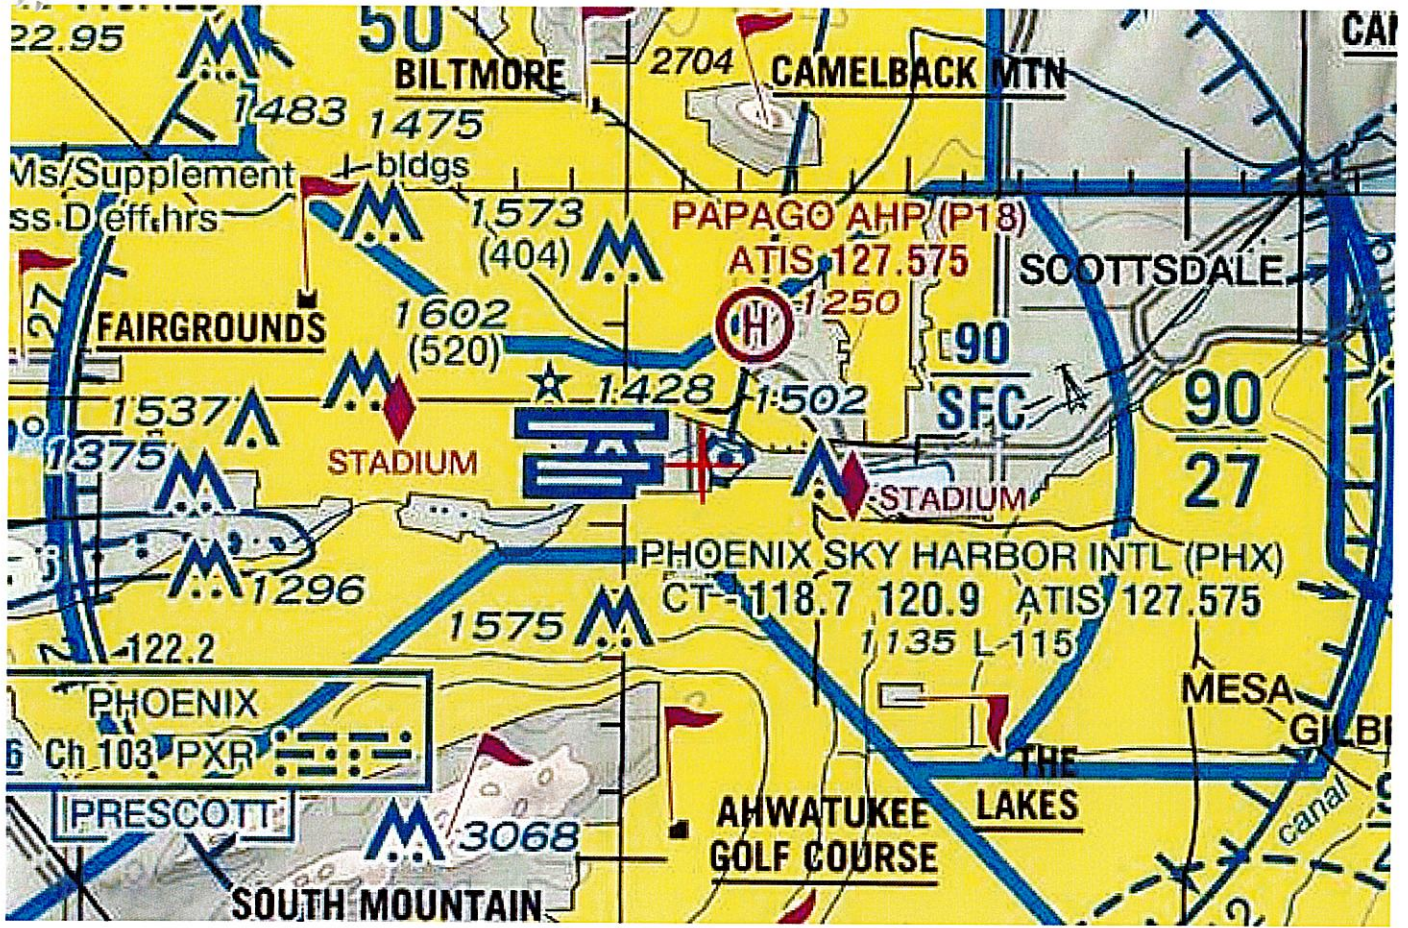 22.95
50
BILTMORE
2704
CAMELBACK MTN
1483
1475
bldgs
Ms/Supplement
ss D eff hrs
1573
(404)
PAPAGO AHP (P18)
ATIS 127.575
1250
H
SCOTTSDALE
27
FAIRGROUNDS
1602
(520)
90
SFC
1428
1502
90
27
1537
1375
STADIUM
STADIUM
PHOENIX SKY HARBOR INTL (PHX)
CT - 118.7 120.9 ATIS 127.575
1135 L 115
1296
1575
122.2
PHOENIX
6 Ch 103 PXR
PRESCOTT
3068
SOUTH MOUNTAIN
AHWATUKEE
GOLF COURSE
THE
LAKES
MESA
GILBE
canal